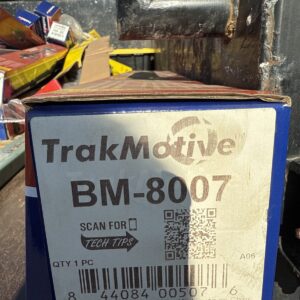 TrakMotive
BM-8007
SCAN FOR
TECH TIPS
QTY 1 PC
A06
8 44084 00507 6